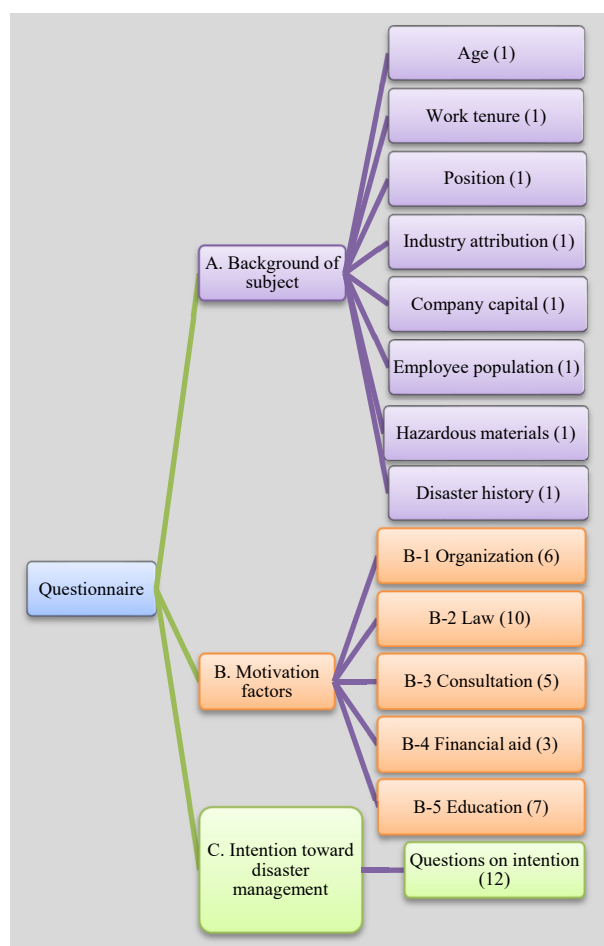 Age (1)
Work tenure (1)
Position (1)
Industry attribution (1)
A. Background of
subject
Company capital (1)
Employee population (1)
Hazardous materials (1)
Disaster history (1)
Questionnaire
B-1 Organization (6)
B-2 Law (10)
B. Motivation
factors
B-3 Consultation (5)
B-4 Financial aid (3)
B-5 Education (7)
C. Intention toward
disaster
management
Questions on intention
(12)